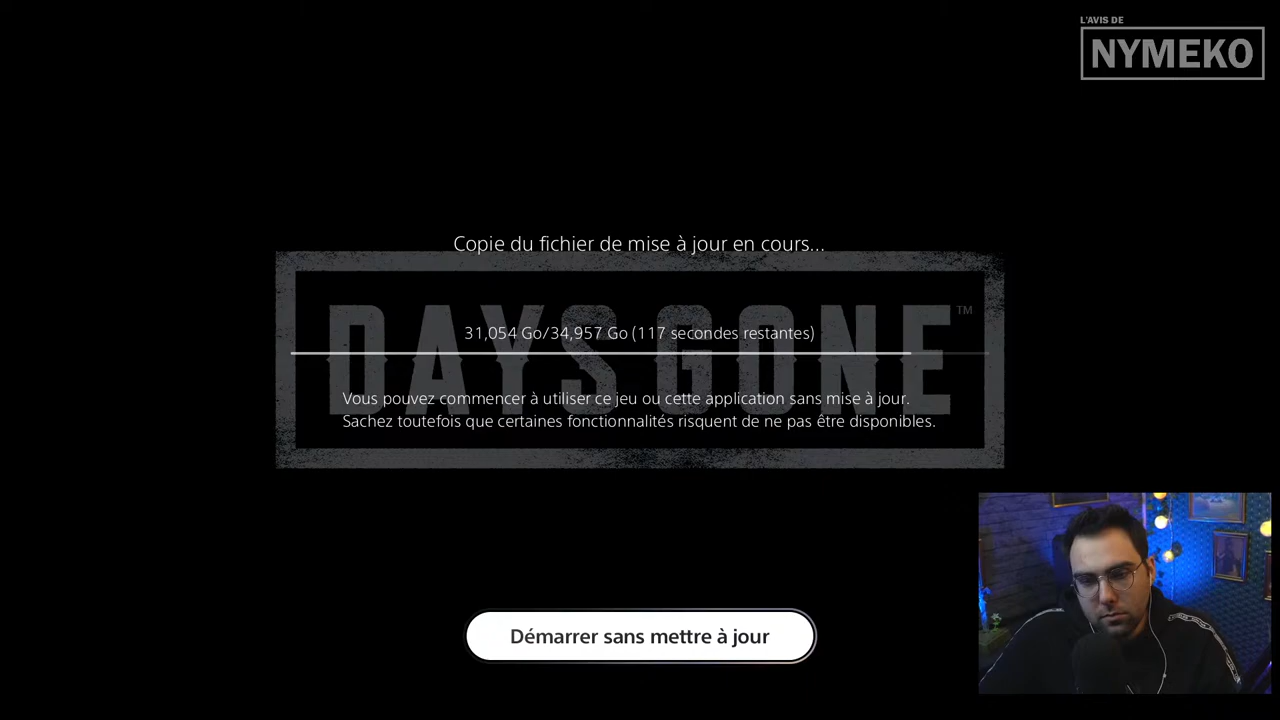 L'AVIS DE
NYMEKO
Copie du fichier de mise à jour en cours...
DAYS GONE™
31,054 Go/34,957 Go (117 secondes restantes)
Vous pouvez commencer à utiliser ce jeu ou cette application sans mise à jour.
Sachez toutefois que certaines fonctionnalités risquent de ne pas être disponibles.
Démarrer sans mettre à jour